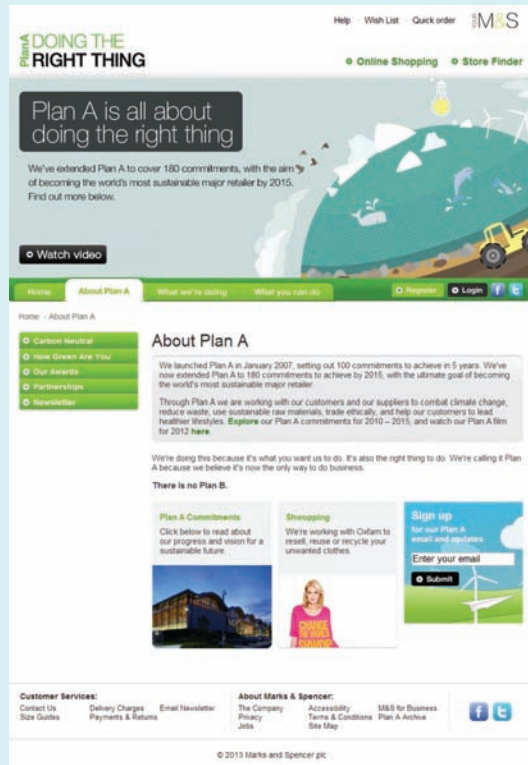 Help · Wish List · Quick order
YOUR M&S
PlanA DOING THE
RIGHT THING
Online Shopping
Store Finder
Plan A is all about
doing the right thing
We've extended Plan A to cover 180 commitments, with the aim
of becoming the world's most sustainable major retailer by 2015.
Find out more below.
Watch video
Home
About Plan A
What we're doing
What you can do
Register
Login
Home · About Plan A
Carbon Neutral
How Green Are You
Our Awards
Partnerships
Newsletter
About Plan A
We launched Plan A in January 2007, setting out 100 commitments to achieve in 5 years. We've
now extended Plan A to 180 commitments to achieve by 2015, with the ultimate goal of becoming
the world's most sustainable major retailer.
Through Plan A we are working with our customers and our suppliers to combat climate change,
reduce waste, use sustainable raw materials, trade ethically, and help our customers to lead
healthier lifestyles. Explore our Plan A commitments for 2010 – 2015, and watch our Plan A film
for 2012 here.
We're doing this because it's what you want us to do. It's also the right thing to do. We're calling it Plan
A because we believe it's now the only way to do business.
There is no Plan B.
Plan A Commitments
Click below to read about
our progress and vision for a
sustainable future.
Shwopping
We're working with Oxfam to
resell, reuse or recycle your
unwanted clothes.
CHANGE
THE WORLD
Sign up
for our Plan A
email and updates
Enter your email
Submit
Customer Services:
Contact Us
Delivery Charges
Email Newsletter
Size Guides
Payments & Returns
About Marks & Spencer:
The Company
Accessibility
M&S for Business
Privacy
Terms & Conditions
Plan A Archive
Jobs
Site Map
© 2013 Marks and Spencer plc